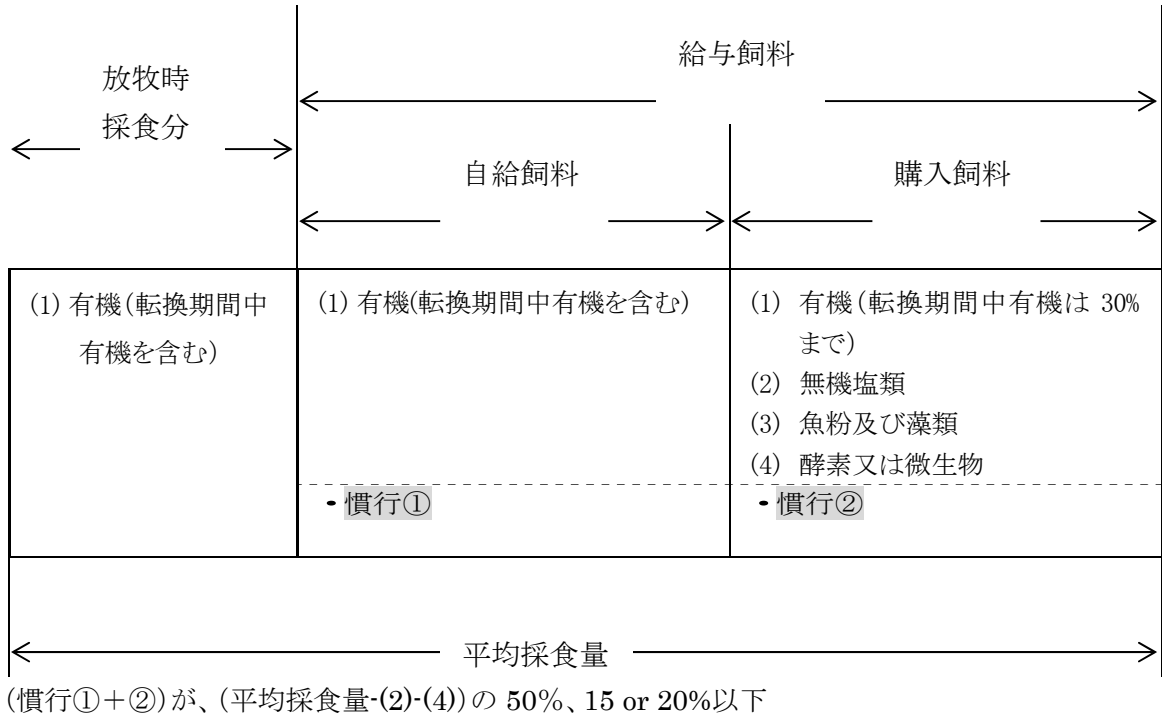 給与飼料
放牧時
採食分
自給飼料
購入飼料
(1) 有機(転換期間中
有機を含む)
(1) 有機(転換期間中有機を含む)
・慣行①
(1) 有機(転換期間中有機は 30%
まで)
(2) 無機塩類
(3) 魚粉及び藻類
(4) 酵素又は微生物
・慣行②
平均採食量
(慣行①+②)が、(平均採食量-(2)-(4))の 50%、15 or 20%以下